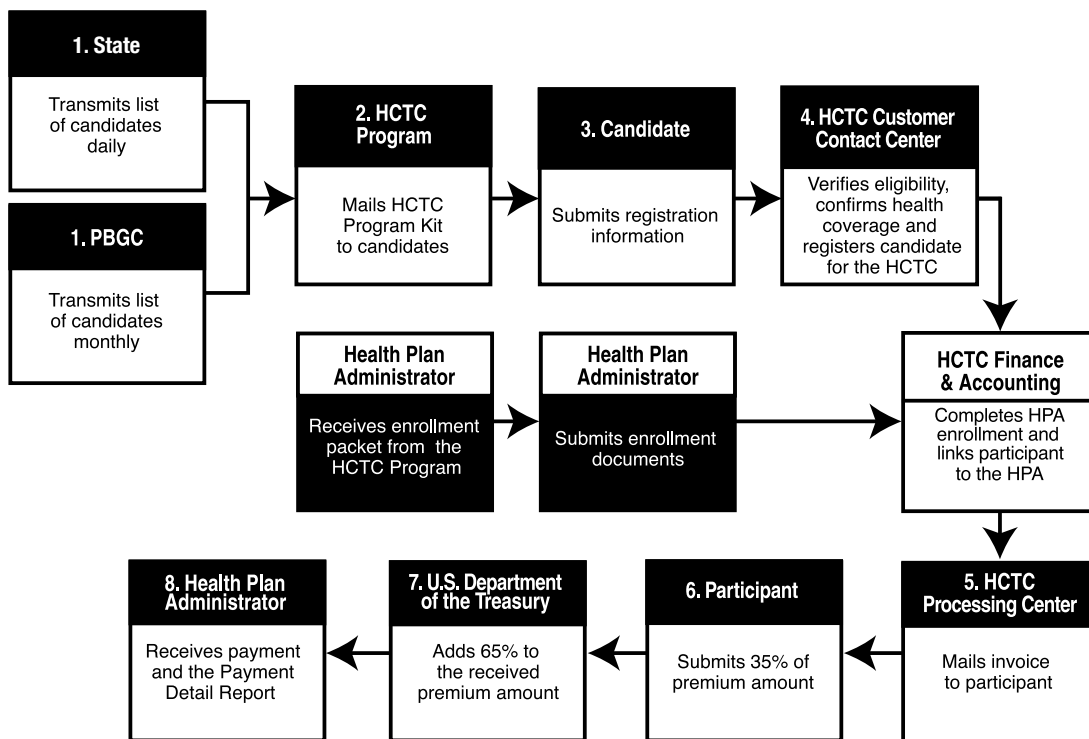 1. State
Transmits list
of candidates
daily
1. PBGC
Transmits list
of candidates
monthly
2. HCTC
Program
Mails HCTC
Program Kit
to candidates
3. Candidate
Submits registration
information
4. HCTC Customer
Contact Center
Verifies eligibility,
confirms health
coverage and
registers candidate
for the HCTC
Health Plan
Administrator
Receives enrollment
packet from the
HCTC Program
Health Plan
Administrator
Submits enrollment
documents
HCTC Finance
& Accounting
Completes HPA
enrollment and
links participant
to the HPA
5. HCTC
Processing Center
Mails invoice
to participant
6. Participant
Submits 35% of
premium amount
7. U.S. Department
of the Treasury
Adds 65% to
the received
premium amount
8. Health Plan
Administrator
Receives payment
and the Payment
Detail Report